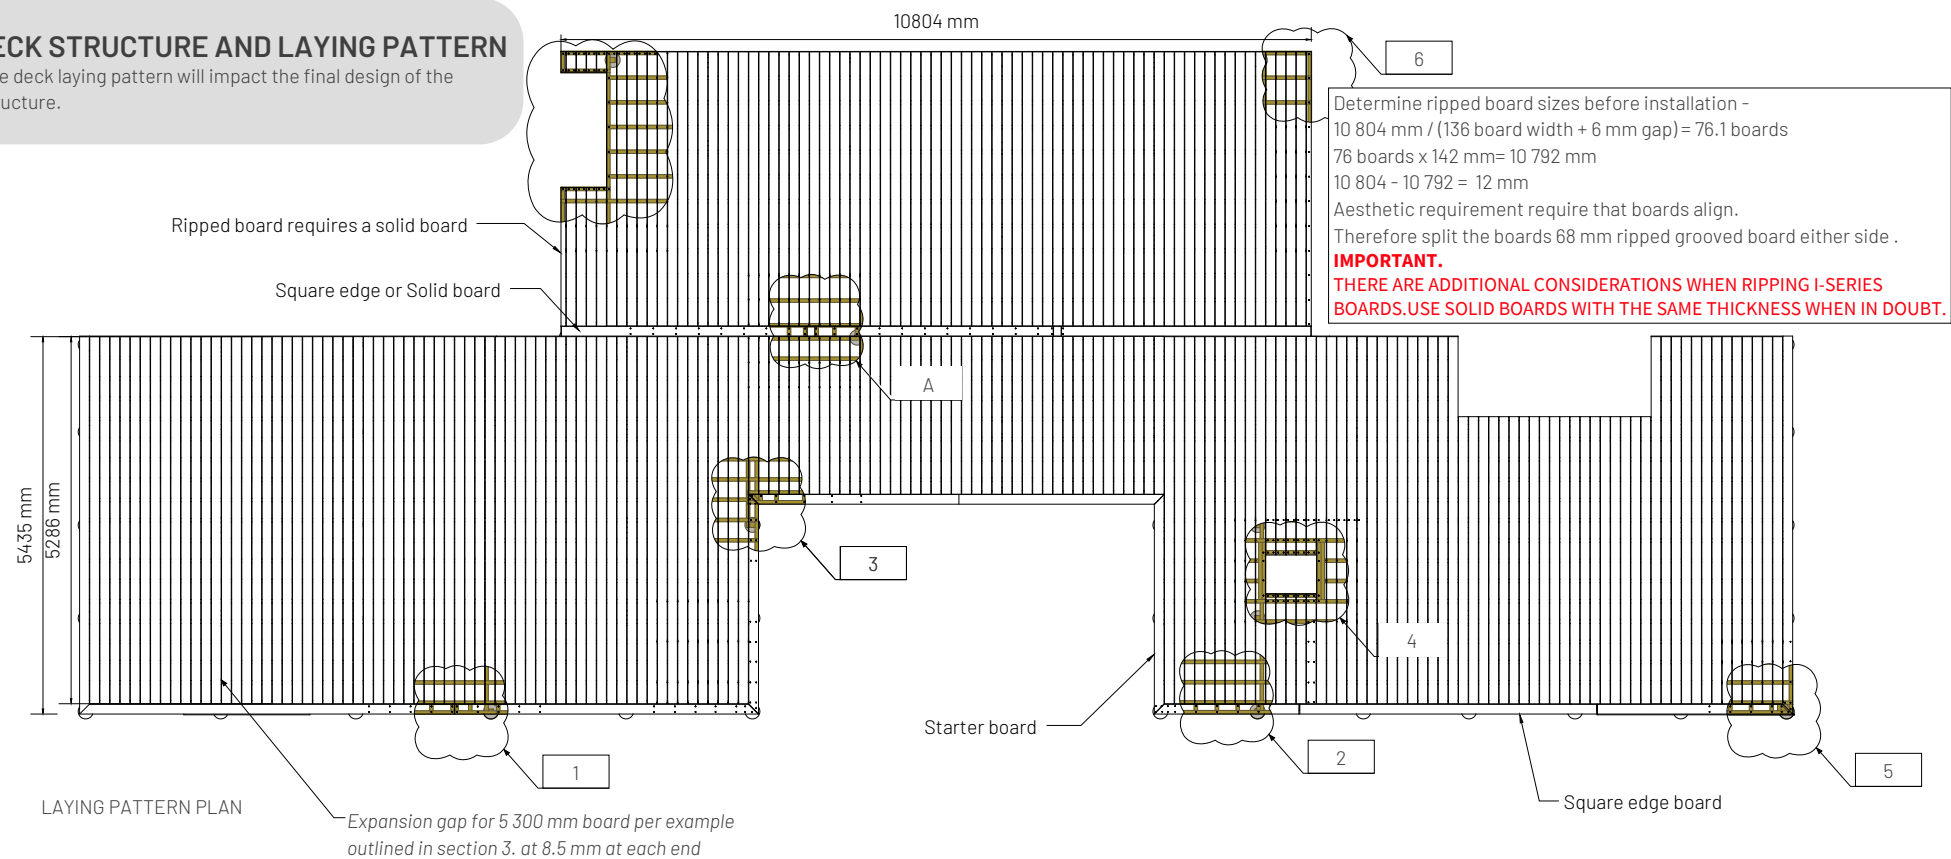 ECK STRUCTURE AND LAYING PATTERN
e deck laying pattern will impact the final design of the
ucture.
10804 mm
6
Determine ripped board sizes before installation -
10 804 mm / (136 board width + 6 mm gap) = 76.1 boards
76 boards x 142 mm= 10 792 mm
10 804 - 10 792 = 12 mm
Aesthetic requirement require that boards align.
Therefore split the boards 68 mm ripped grooved board either side .
IMPORTANT.
THERE ARE ADDITIONAL CONSIDERATIONS WHEN RIPPING I-SERIES
BOARDS.USE SOLID BOARDS WITH THE SAME THICKNESS WHEN IN DOUBT.
Ripped board requires a solid board
Square edge or Solid board
A
5435 mm
5286 mm
3
4
Starter board
2
1
5
Square edge board
LAYING PATTERN PLAN
Expansion gap for 5 300 mm board per example
outlined in section 3. at 8.5 mm at each end